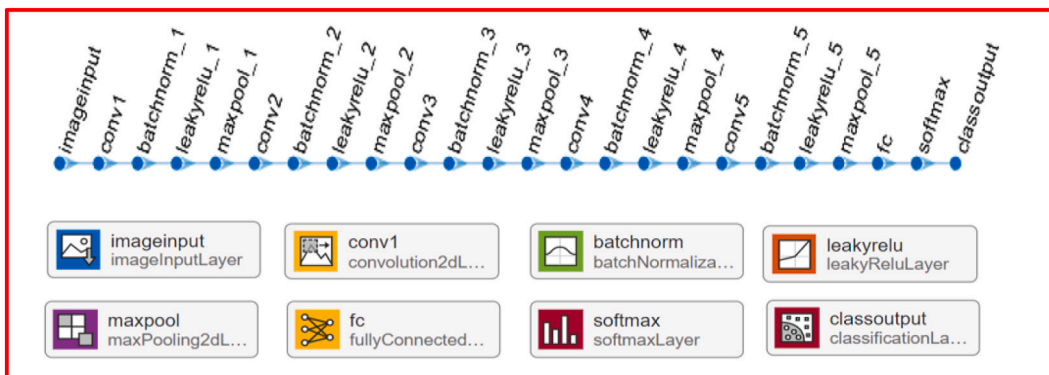 imageinput
conv1
batchnorm_1
leakyrelu_1
maxpool_1
conv2
batchnorm_2
leakyrelu_2
maxpool_2
conv3
batchnorm_3
leakyrelu_3
maxpool_3
conv4
batchnorm_4
leakyrelu_4
maxpool_4
conv5
batchnorm_5
leakyrelu_5
maxpool_5
fc
softmax
classoutput
imageinput
imageInputLayer
conv1
convolution2dL...
batchnorm
batchNormaliza...
leakyrelu
leakyReluLayer
maxpool
maxPooling2dL...
fc
fullyConnected...
softmax
softmaxLayer
classoutput
classificationLa...